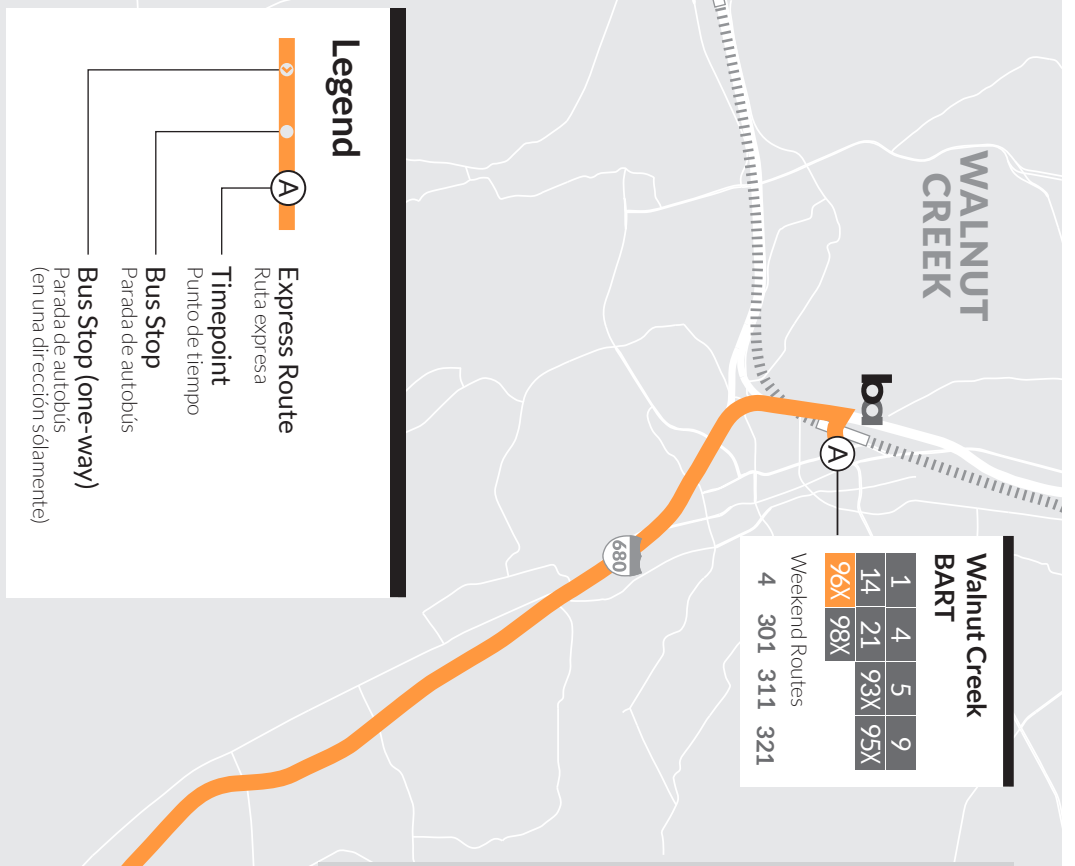 WALNUT
CREEK
ba
A
680
Walnut Creek
BART
1 4 5 9
14 21 93X 95X
96X 98X
Weekend Routes
4 301 311 321
Legend
A
Express Route
Ruta expresa
Timepoint
Punto de tiempo
Bus Stop
Parada de autobús
Bus Stop (one-way)
Parada de autobús
(en una dirección sólamente)